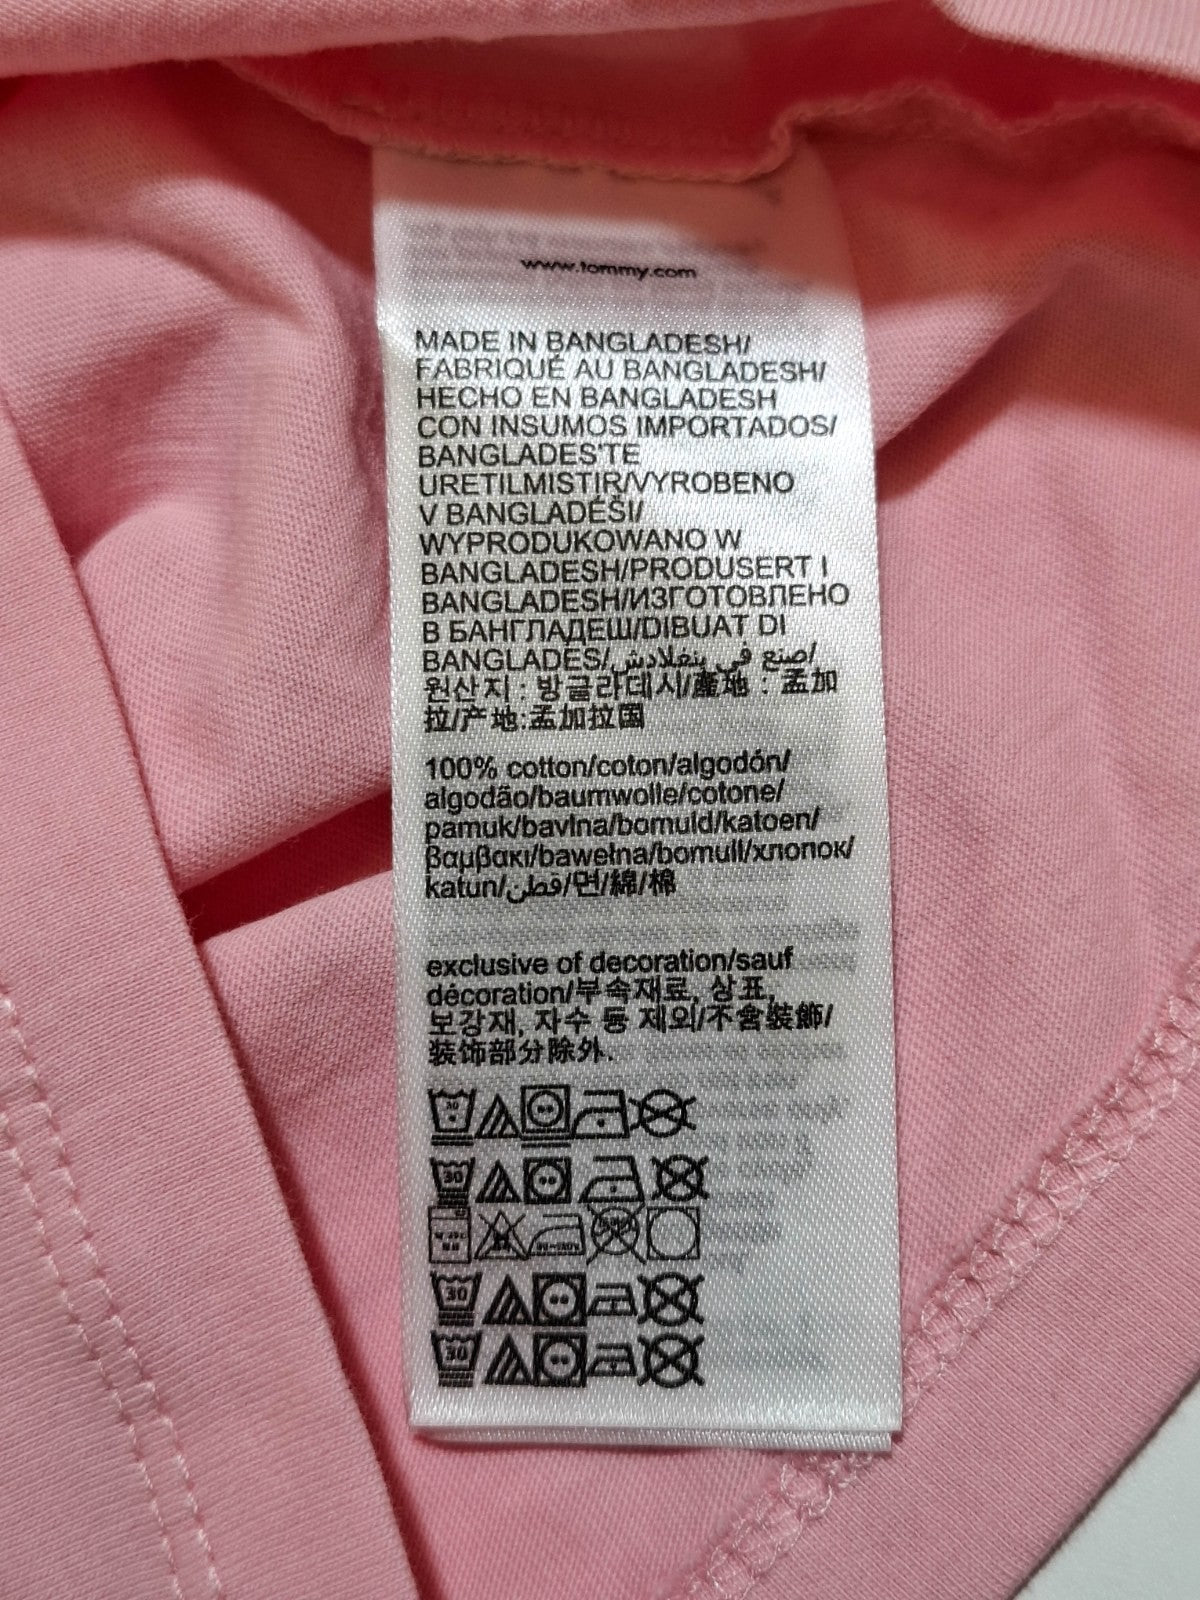 www.tommy.com
MADE IN BANGLADESH/
FABRIQUÉ AU BANGLADESH/
HECHO EN BANGLADESH
CON INSUMOS IMPORTADOS/
BANGLADES'TE
URETILMISTIR/VYROBENO
V BANGLADÉŠI/
WYPRODUKOWANO W
BANGLADESH/PRODUSERT I
BANGLADESH/ИЗГОТОВЛЕНО
В БАНГЛАДЕШ/DIBUAT DI
BANGLADES/صنع في بنغلادش/
원산지 : 방글라데시/產地 : 孟加
拉/产地:孟加拉国
100% cotton/coton/algodón/
algodão/baumwolle/cotone/
pamuk/bavlna/bomuld/katoen/
βαμβακι/bawełna/bomull/хлопок/
katun/قطن/면/綿/棉
exclusive of decoration/sauf
décoration/부속재료, 상표,
보강재, 자수 등 제외/不含裝飾/
装饰部分除外.
30
30
30
30